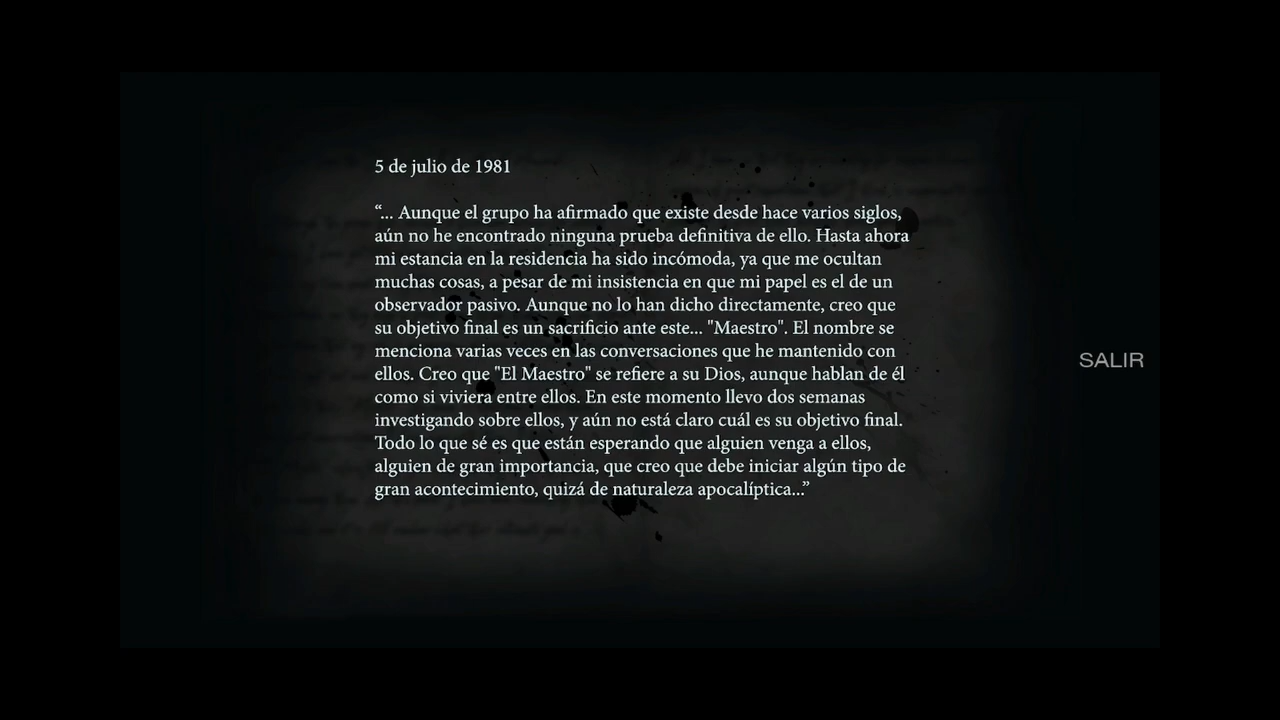 5 de julio de 1981
“... Aunque el grupo ha afirmado que existe desde hace varios siglos,
aún no he encontrado ninguna prueba definitiva de ello. Hasta ahora
mi estancia en la residencia ha sido incómoda, ya que me ocultan
muchas cosas, a pesar de mi insistencia en que mi papel es el de un
observador pasivo. Aunque no lo han dicho directamente, creo que
su objetivo final es un sacrificio ante este... "Maestro". El nombre se
menciona varias veces en las conversaciones que he mantenido con
ellos. Creo que "El Maestro" se refiere a su Dios, aunque hablan de él
como si viviera entre ellos. En este momento llevo dos semanas
investigando sobre ellos, y aún no está claro cuál es su objetivo final.
Todo lo que sé es que están esperando que alguien venga a ellos,
alguien de gran importancia, que creo que debe iniciar algún tipo de
gran acontecimiento, quizá de naturaleza apocalíptica...”
SALIR